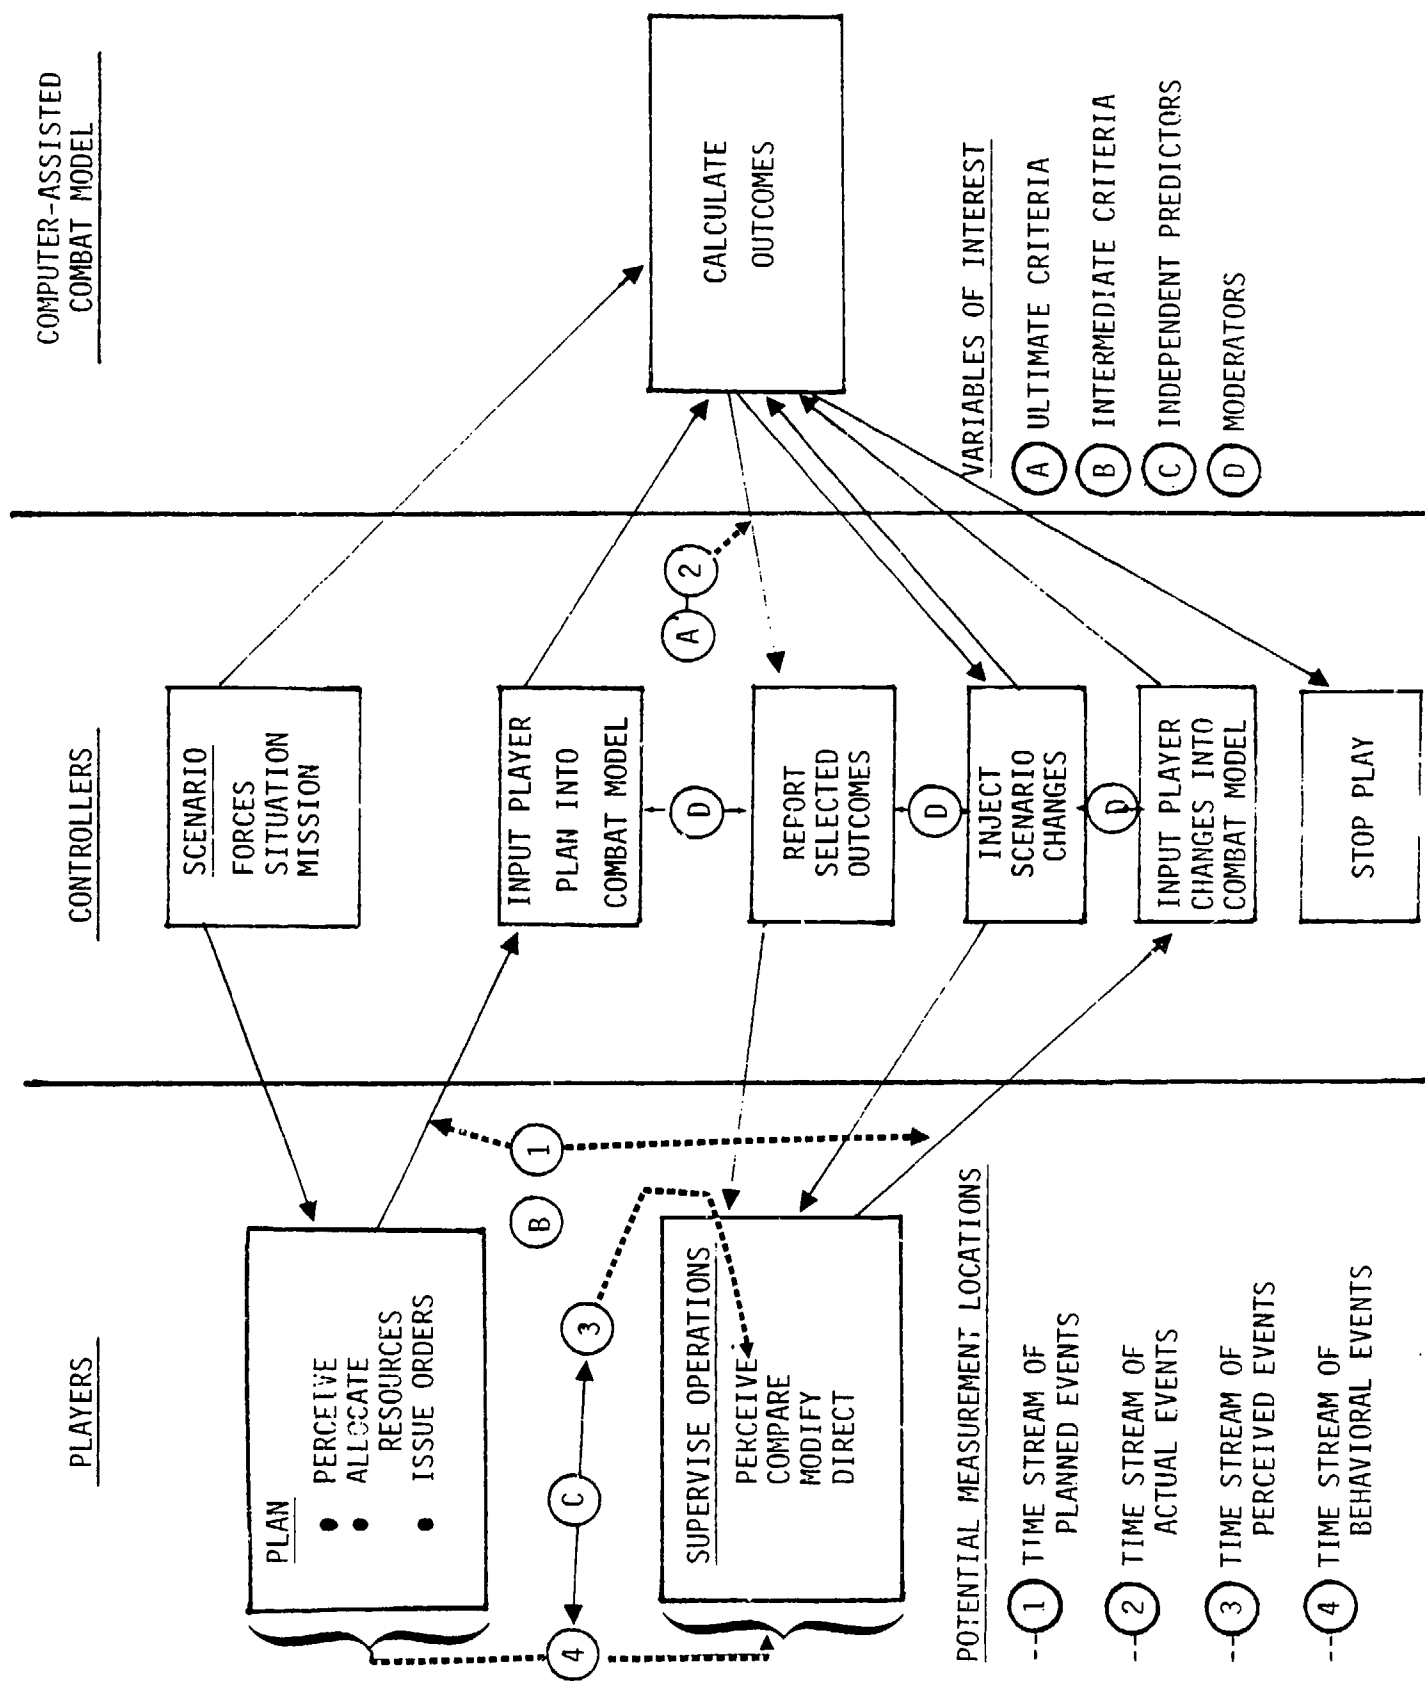 PLAYERS
CONTROLLERS
COMPUTER-ASSISTED
COMBAT MODEL
PLAN
● PERCEIVE
● ALLOCATE
RESOURCES
● ISSUE ORDERS
SCENARIO
FORCES
SITUATION
MISSION
INPUT PLAYER
PLAN INTO
COMBAT MODEL
B
1
A
2
CALCULATE
OUTCOMES
4
C
3
D
SUPERVISE OPERATIONS
PERCEIVE
COMPARE
MODIFY
DIRECT
REPORT
SELECTED
OUTCOMES
D
INJECT
SCENARIO
CHANGES
D
INPUT PLAYER
CHANGES INTO
COMBAT MODEL
STOP PLAY
POTENTIAL MEASUREMENT LOCATIONS
--1 TIME STREAM OF
PLANNED EVENTS
--2 TIME STREAM OF
ACTUAL EVENTS
--3 TIME STREAM OF
PERCEIVED EVENTS
--4 TIME STREAM OF
BEHAVIORAL EVENTS
VARIABLES OF INTEREST
A ULTIMATE CRITERIA
B INTERMEDIATE CRITERIA
C INDEPENDENT PREDICTORS
D MODERATORS